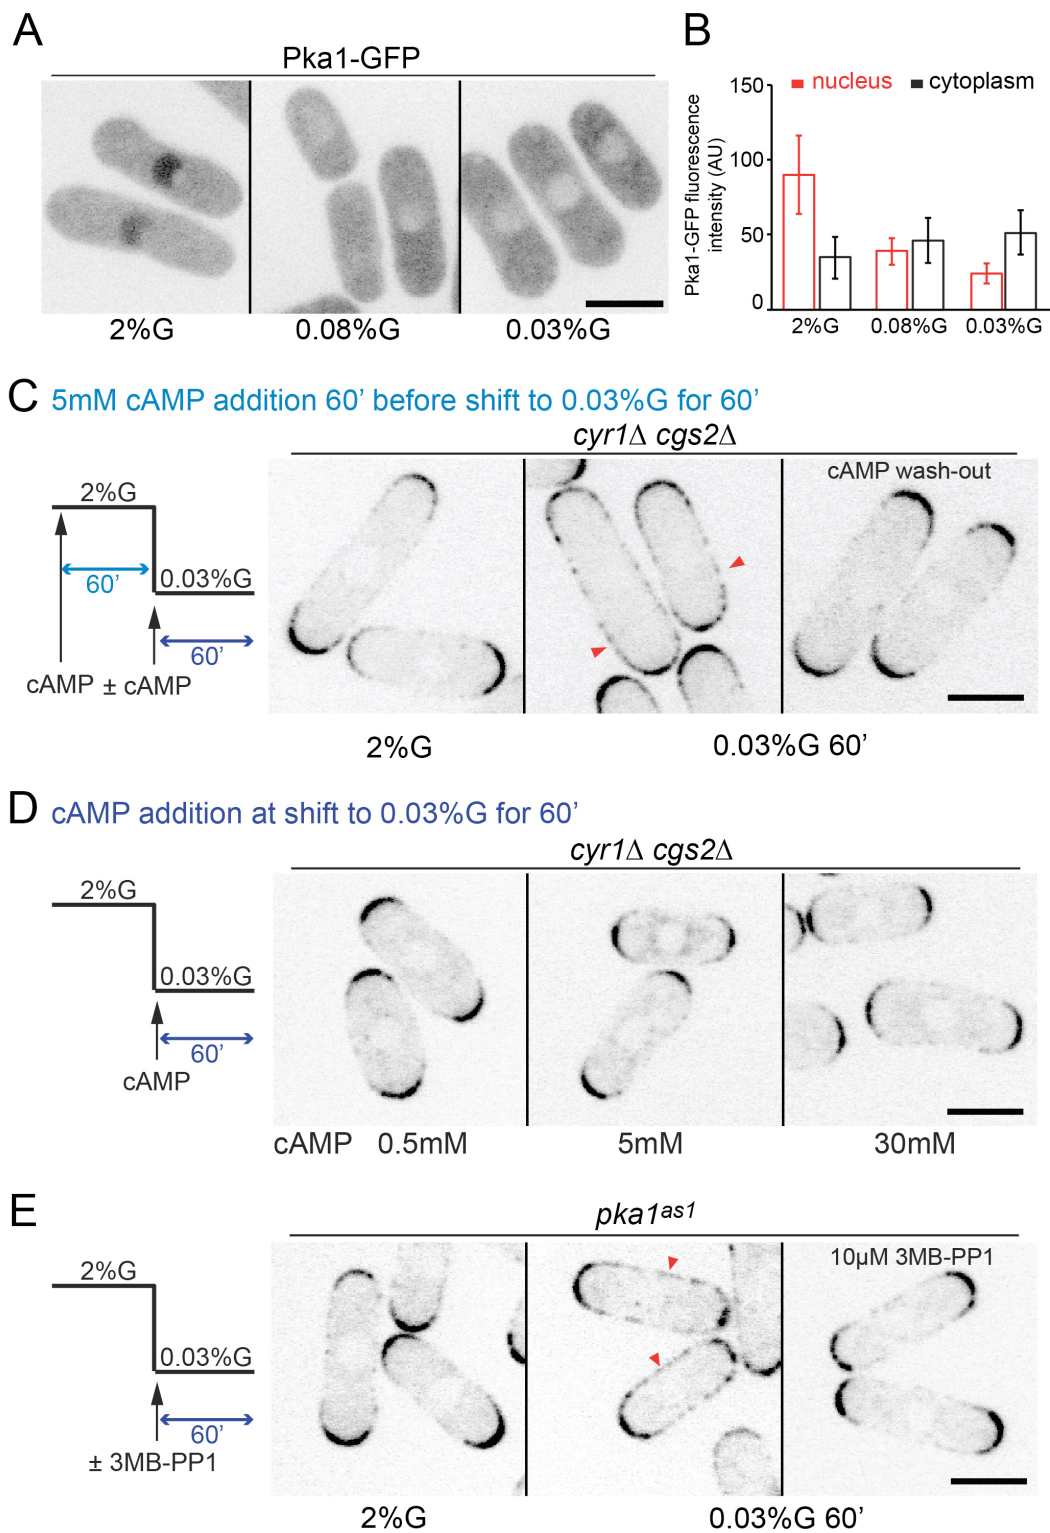 A
Pka1-GFP
2%G 0.08%G 0.03%G
B
Pka1-GFP fluorescence
intensity (AU)
nucleus cytoplasm
150
100
50
0
2%G 0.08%G 0.03%G
C 5mM cAMP addition 60' before shift to 0.03%G for 60'
cyr1Δ cgs2Δ
2%G
60'
0.03%G
60'
cAMP ± cAMP
cAMP wash-out
2%G 0.03%G 60'
D cAMP addition at shift to 0.03%G for 60'
cyr1Δ cgs2Δ
2%G
0.03%G
60'
cAMP
cAMP 0.5mM 5mM 30mM
E
pka1as1
2%G
0.03%G
60'
± 3MB-PP1
10µM 3MB-PP1
2%G 0.03%G 60'